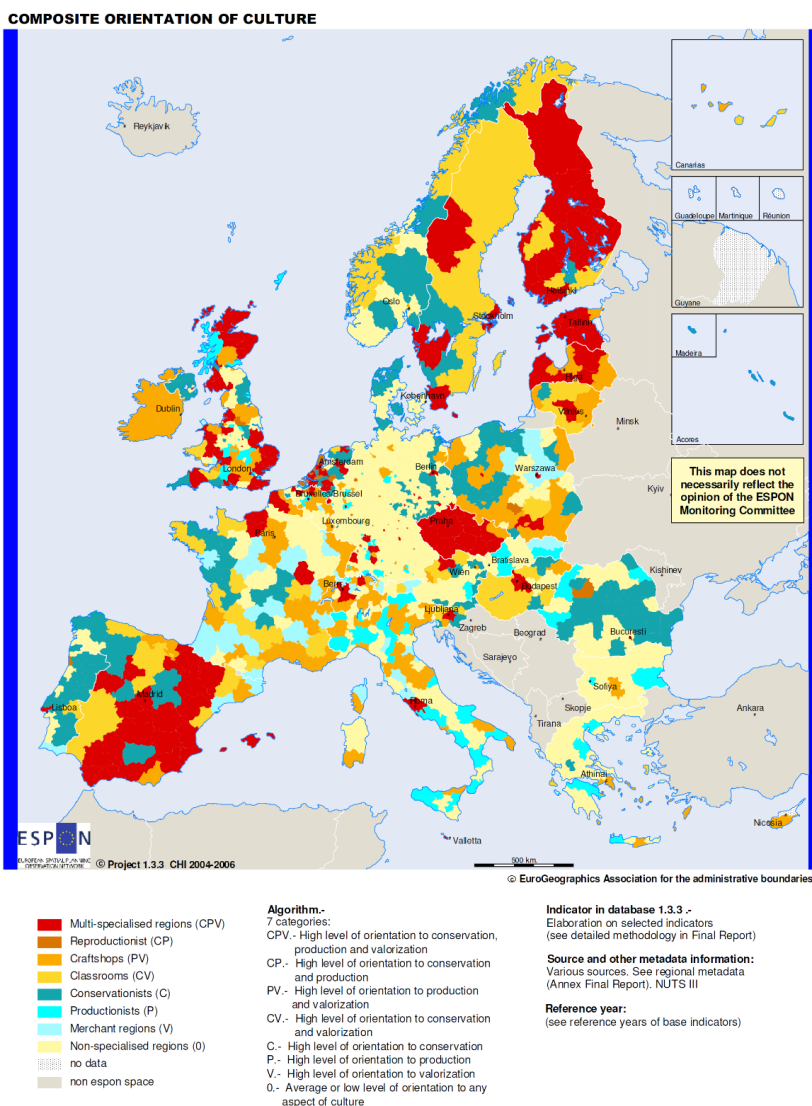 COMPOSITE ORIENTATION OF CULTURE
Reykjavik
Canarias
Guadeloupe
Martinique
Réunion
Guyane
Madeira
Acores
Oslo
Helsinki
Stockholm
Tallinn
Riga
Dublin
København
Vilnius
Minsk
London
Amsterdam
Berlin
Warszawa
This map does not
necessarily reflect the
opinion of the ESPON
Monitoring Committee
Bruxelles/Brussel
Kyiv
Luxembourg
Praha
Paris
Bratislava
Wien
Kishinev
Bern
Budapest
Ljubljana
Zagreb
Beograd
Bucuresti
Sarajevo
Madrid
Sofiya
Lisboa
Roma
Skopje
Ankara
Tirana
Athinai
Nicosia
Valletta
ESPON
EUROPEAN SPATIAL PLANNING
OBSERVATION NETWORK
© Project 1.3.3 CHI 2004-2006
500 km.
© EuroGeographics Association for the administrative boundaries
Multi-specialised regions (CPV)
Reproductionist (CP)
Craftshops (PV)
Classrooms (CV)
Conservationists (C)
Productionists (P)
Merchant regions (V)
Non-specialised regions (0)
no data
non espon space
Algorithm.-
7 categories:
CPV.- High level of orientation to conservation,
production and valorization
CP.- High level of orientation to conservation
and production
PV.- High level of orientation to production
and valorization
CV.- High level of orientation to conservation
and valorization
C.- High level of orientation to conservation
P.- High level of orientation to production
V.- High level of orientation to valorization
0.- Average or low level of orientation to any
aspect of culture
Indicator in database 1.3.3 .-
Elaboration on selected indicators
(see detailed methodology in Final Report)
Source and other metadata information:
Various sources. See regional metadata
(Annex Final Report). NUTS III
Reference year:
(see reference years of base indicators)